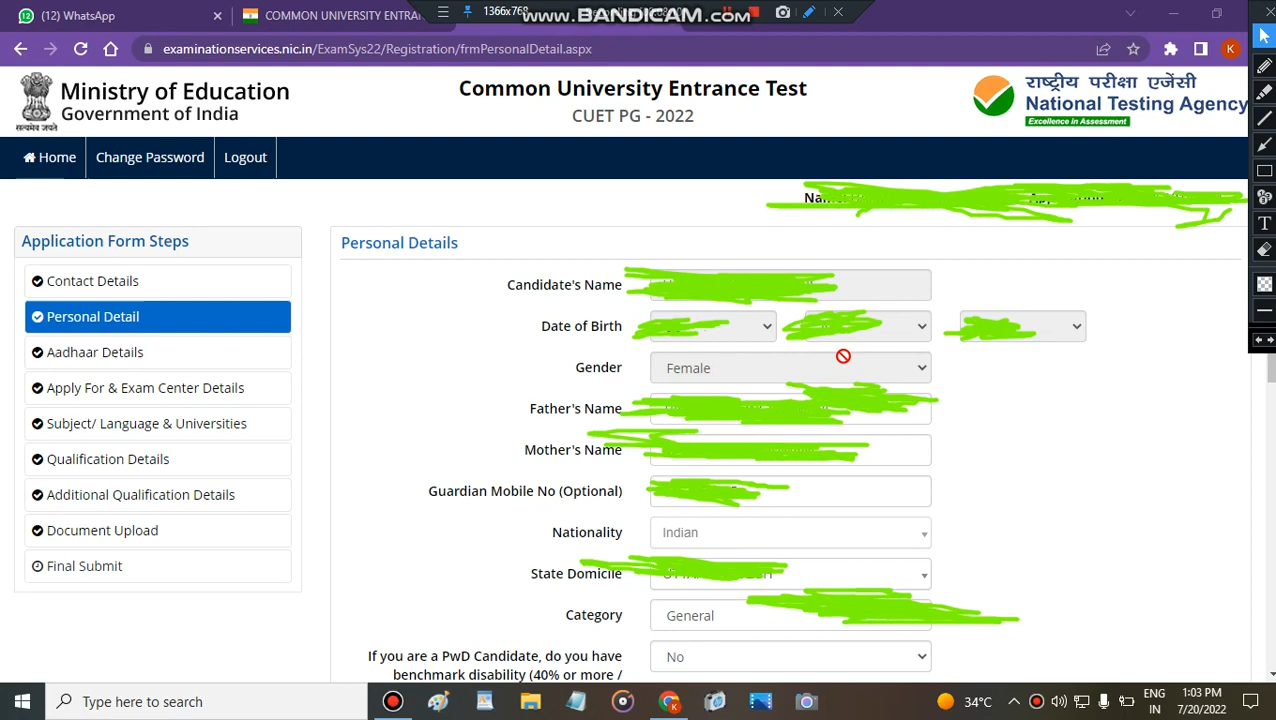 (12) WhatsApp
COMMON UNIVERSITY ENTRA
1366x768
www.BANDICAM.com
examinationservices.nic.in/ExamSys22/Registration/frmPersonalDetail.aspx
K
Ministry of Education
Government of India
सत्यमेव जयते
Common University Entrance Test
CUET PG - 2022
राष्ट्रीय परीक्षा एजेंसी
National Testing Agency
Excellence in Assessment
Home
Change Password
Logout
Application Form Steps
Contact Details
Personal Detail
Aadhaar Details
Apply For & Exam Center Details
Subject/ Language & Universities
Qualification Details
Additional Qualification Details
Document Upload
Final Submit
Personal Details
Candidate's Name
Date of Birth
Gender Female
Father's Name
Mother's Name
Guardian Mobile No (Optional)
Nationality Indian
State Domicile
Category General
If you are a PwD Candidate, do you have No
benchmark disability (40% or more /
Type here to search
34°C
ENG
IN
1:03 PM
7/20/2022